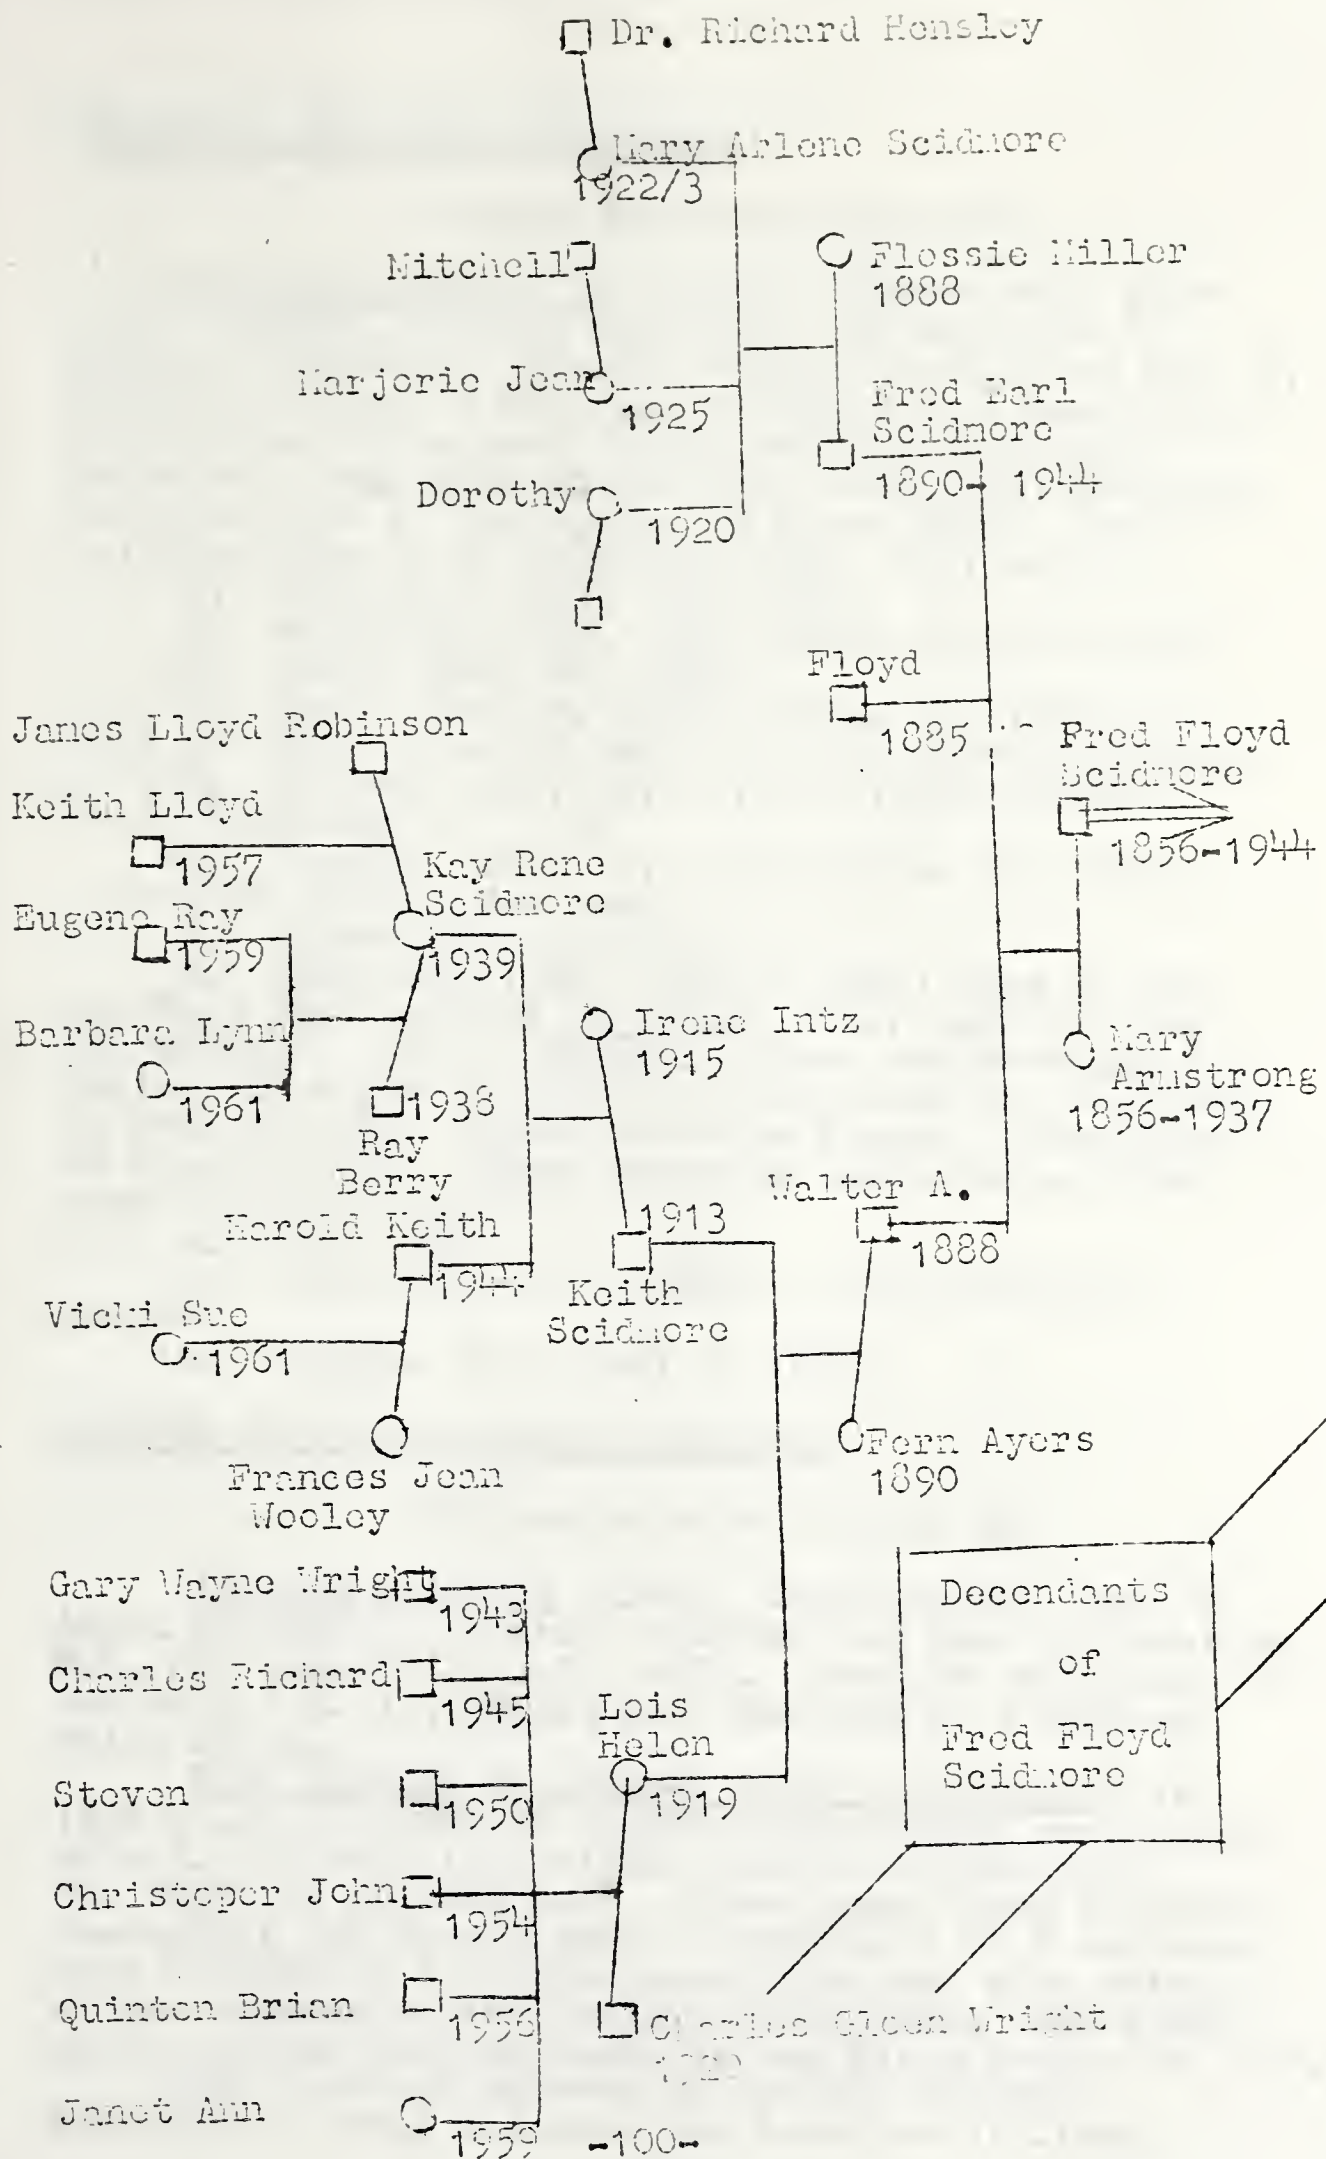 Dr. Richard Hensley
Mary Arlene Scidmore
1922/3
Mitchell
Flossie Miller
1888
Marjorie Jean
1925
Fred Earl
Scidmore
1890- 1944
Dorothy
1920
Floyd
1885
James Lloyd Robinson
Fred Floyd
Scidmore
1856-1944
Keith Lloyd
1957
Kay Rene
Scidmore
1939
Eugene Ray
1959
Barbara Lynn
1961
Irene Intz
1915
Mary
Armstrong
1856-1937
1938
Ray
Berry
Harold Keith
1944
1913
Keith
Scidmore
Walter A.
1888
Vicki Sue
1961
Frances Jean
Wooley
Fern Ayers
1890
Gary Wayne Wright
1943
Charles Richard
1945
Steven
1950
Lois
Helen
1919
Decendants
of
Fred Floyd
Scidmore
Christoper John
1954
Quinten Brian
1956
Charles Gleen Wright
Janet Ann
1959
-100-